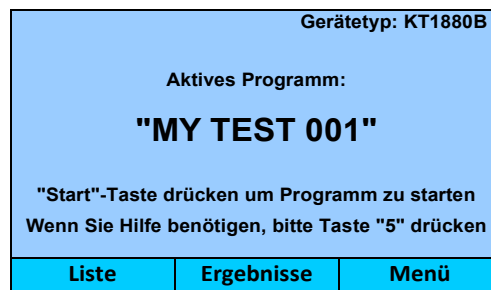 Gerätetyp: KT1880B
Aktives Programm:
"MY TEST 001"
"Start"-Taste drücken um Programm zu starten
Wenn Sie Hilfe benötigen, bitte Taste "5" drücken
Liste Ergebnisse Menü